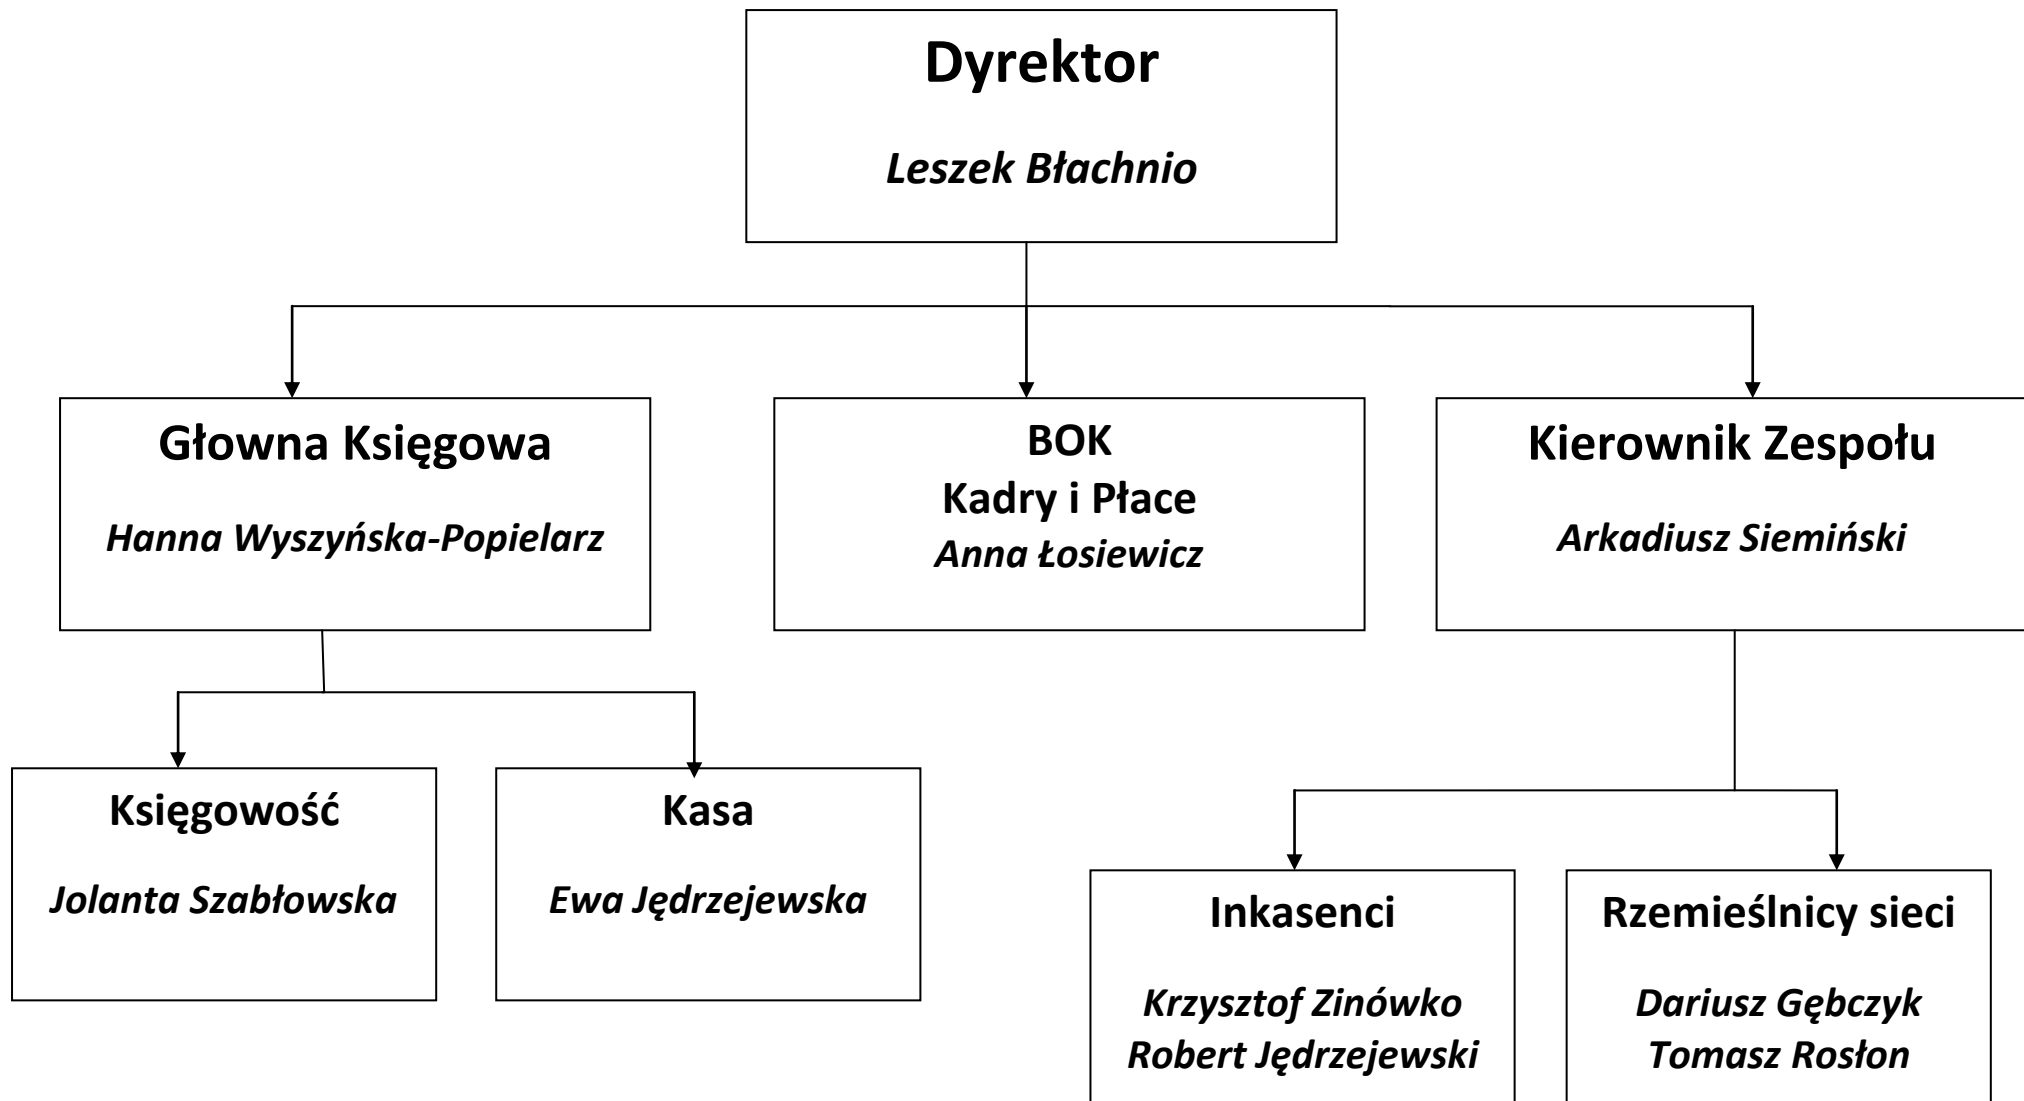 Dyrektor
Leszek Błachnio
Głowna Księgowa
Hanna Wyszyńska-Popielarz
BOK
Kadry i Płace
Anna Łosiewicz
Kierownik Zespołu
Arkadiusz Siemiński
Księgowość
Jolanta Szabłowska
Kasa
Ewa Jędrzejewska
Inkasenci
Krzysztof Zinówko
Robert Jędrzejewski
Rzemieślnicy sieci
Dariusz Gębczyk
Tomasz Rosłon